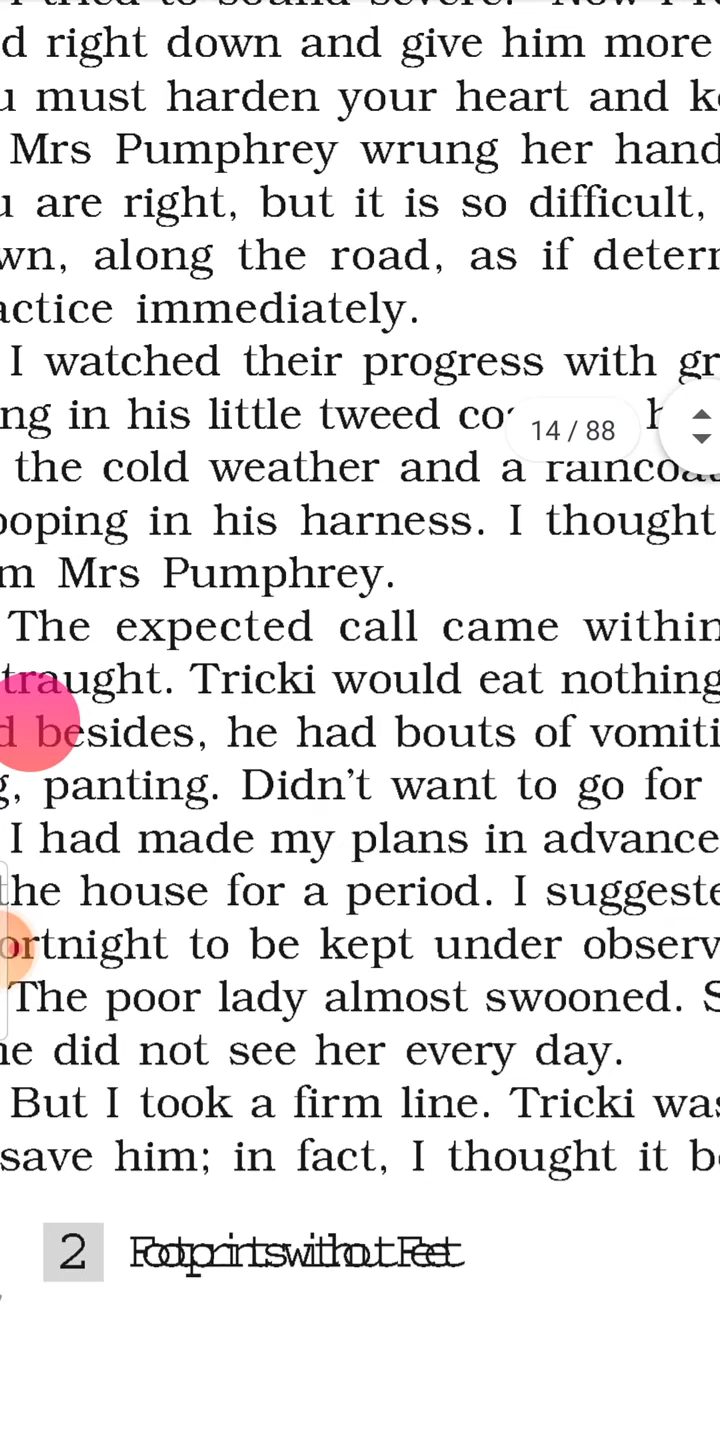 d right down and give him more
must harden your heart and
Mrs Pumphrey wrung her hand
are right, but it is so difficult,
wn, along the road, as if deter
actice immediately.
I watched their progress with gr
ng in his little tweed
14 / 88
the cold weather and a raincoat
ooping in his harness. I thought
m Mrs Pumphrey.
The expected call came within
traught. Tricki would eat nothing
d besides, he had bouts of vomiti
g, panting. Didn't want to go for
I had made my plans in advance
the house for a period. I suggeste
ortnight to be kept under observ
The poor lady almost swooned. S
he did not see her every day.
But I took a firm line. Tricki was
save him; in fact, I thought it b
2 Footprints without Feet